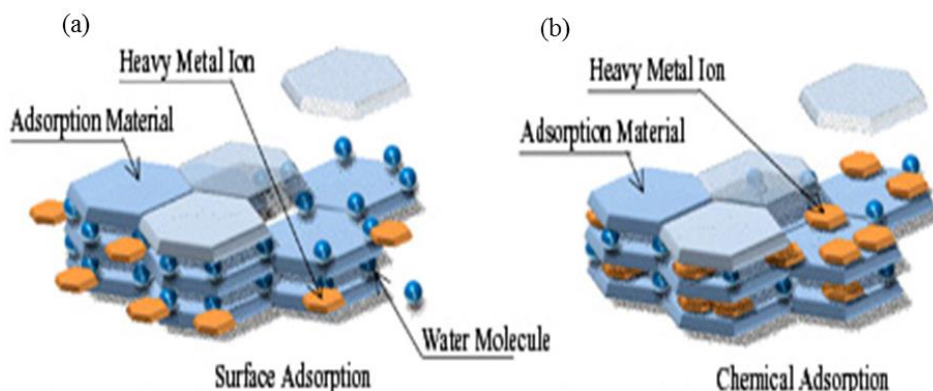 (a)
Heavy Metal Ion
Adsorption Material
Water Molecule
Surface Adsorption
(b)
Heavy Metal Ion
Adsorption Material
Chemical Adsorption